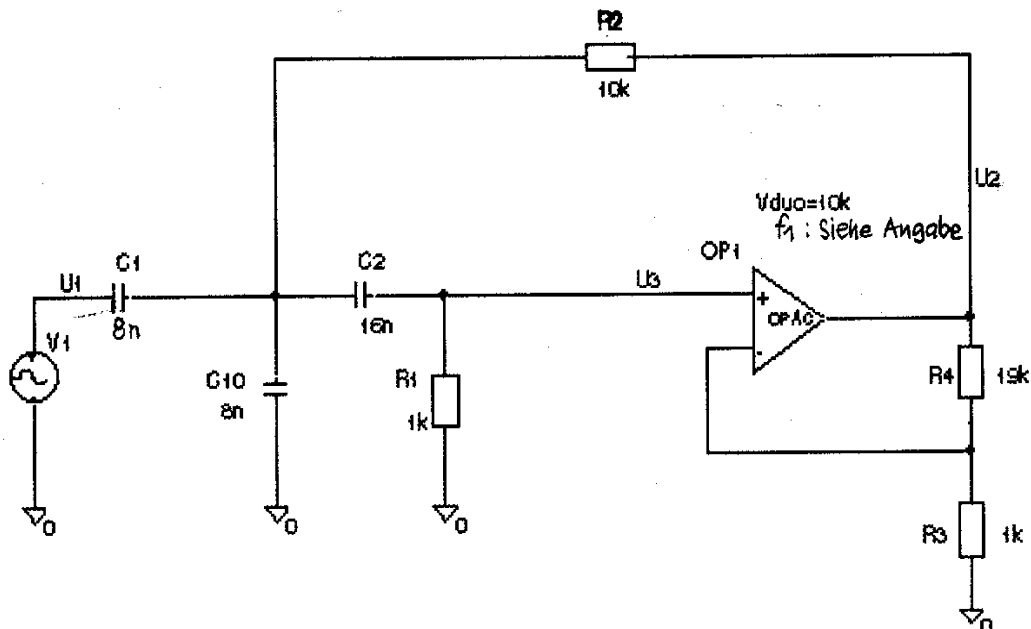 R2
10k
U2
Vduo=10k
f1 : Siehe Angabe
OP1
C1
C2
U1
U3
8n
16n
V1
+
OPAC
-
C10
8n
R1
1k
R4
19k
R3
1k
0
0
0
0